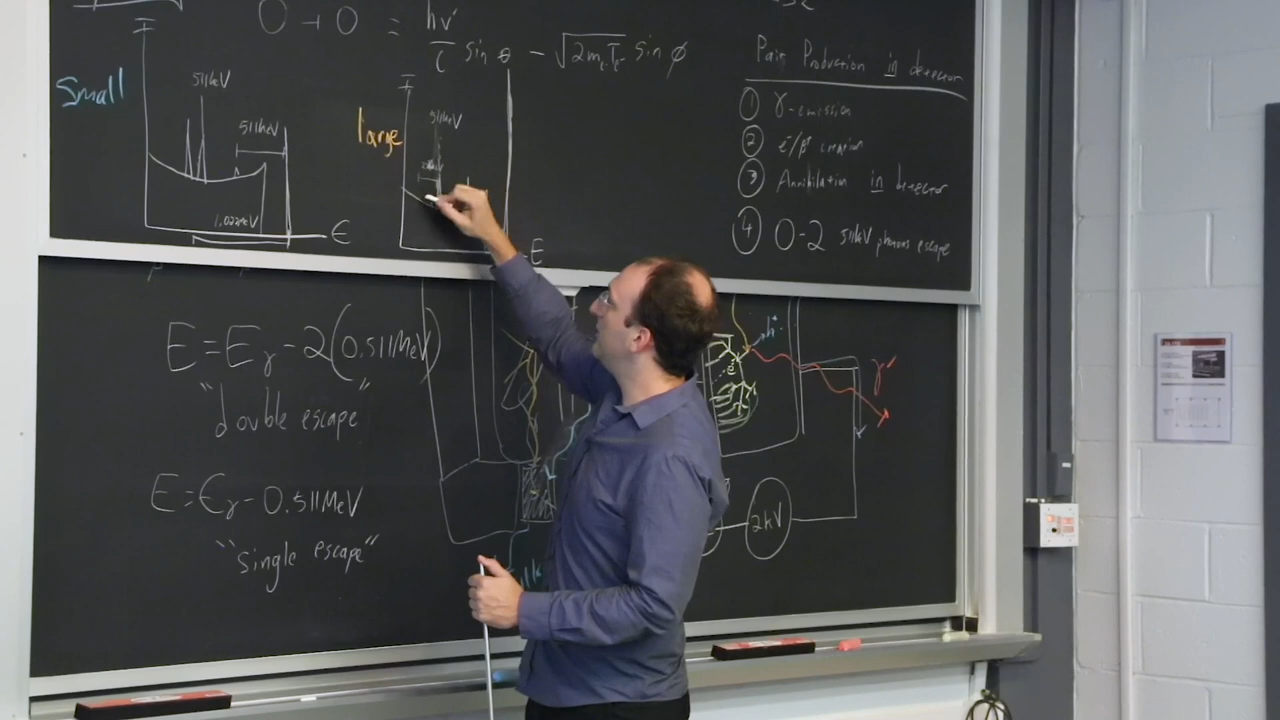 0 + 0 = hν'/c sin θ - √2mₑTₑ- sin ϕ
I
Small
511keV
511keV
1.022MeV
E
I
large
511keV
E
Pair Production in detector
① γ-emission
② e⁻/β⁺ creation
③ Annihilation in detector
④ 0-2 511keV photons escape
E = Eγ - 2(0.511MeV)
"double escape"
E = Eγ - 0.511MeV
"single escape"
h⁺
e⁻
γ'
2kV